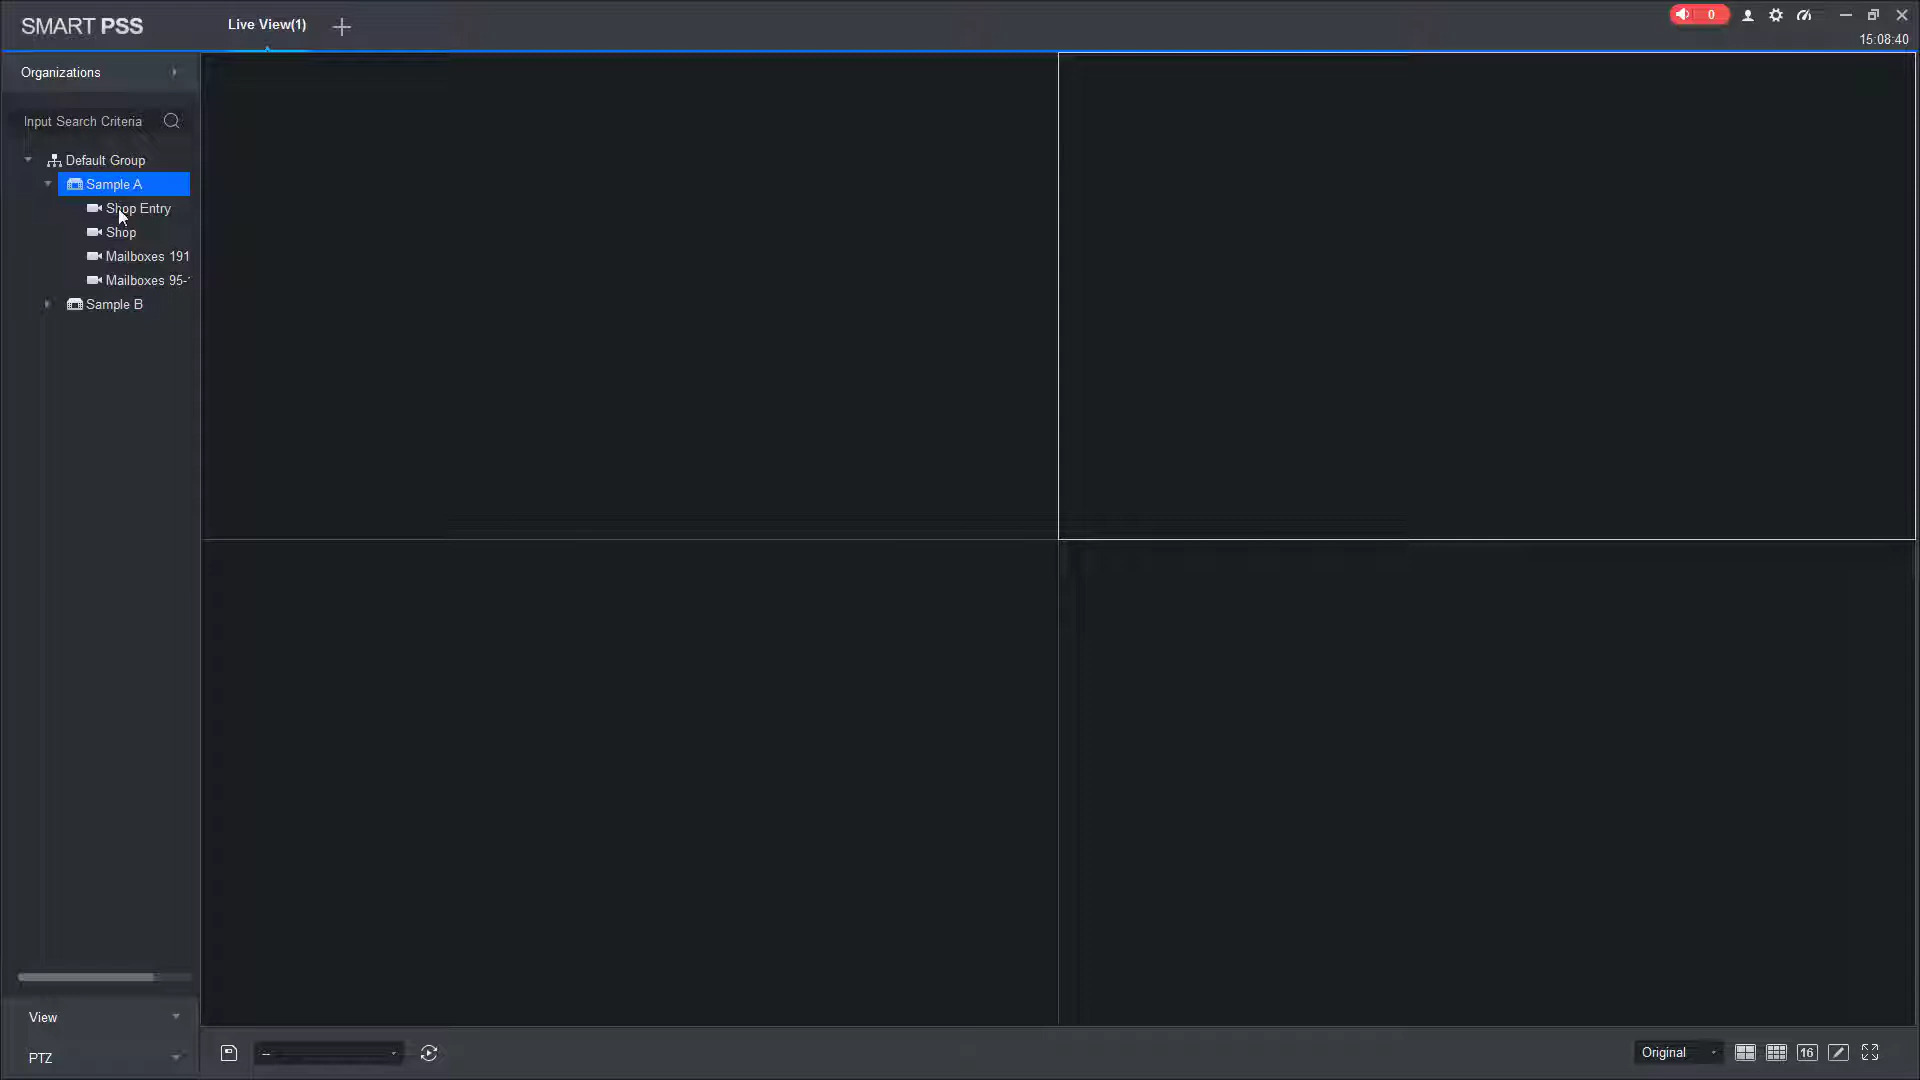 SMART PSS
Live View(1)
0
15:08:40
Organizations
Input Search Criteria
Default Group
Sample A
Shop Entry
Shop
Mailboxes 191
Mailboxes 95-
Sample B
View
PTZ
--
Original
16